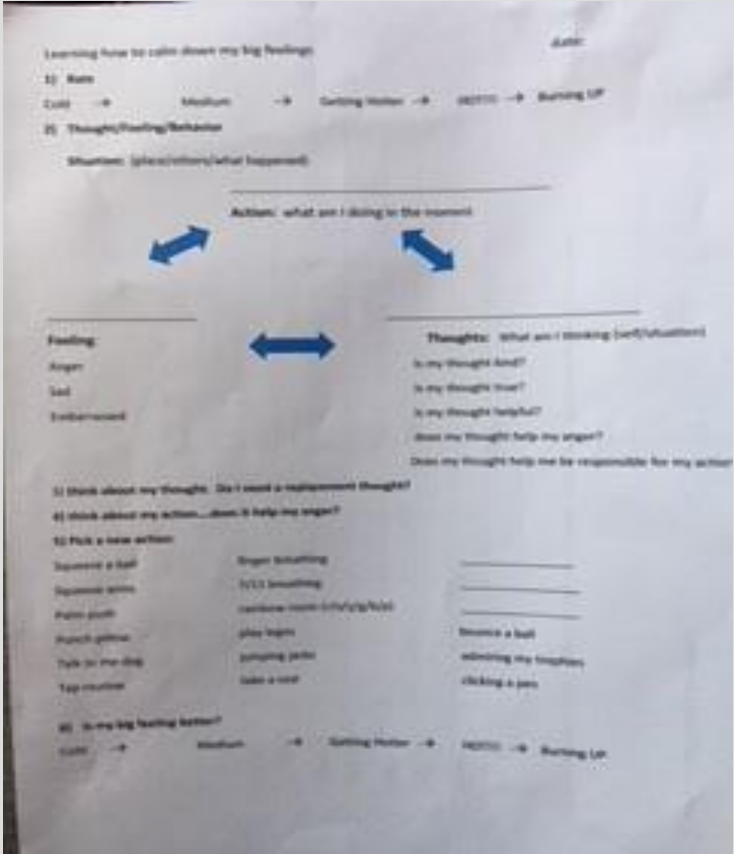 Learning how to calm down my big feelings date:
1) Rate
Cold → Medium → Getting Hotter → HOT!!! → Burning UP
2) Thought/Feeling/Behavior
Situation: (place/others/what happened)
Action: what am I doing in the moment
Feeling: Thoughts: What am I thinking (self/situation)
Anger Is my thought kind?
Sad Is my thought true?
Embarrassed Is my thought helpful?
does my thought help my anger?
Does my thought help me be responsible for my action
3) think about my thought. Do I need a replacement thought?
4) think about my action....does it help my anger?
5) Pick a new action:
Squeeze a ball finger breathing
Squeeze arms 7/11 breathing
Palm push rainbow room (r/o/y/g/b/p)
Punch pillow play legos bounce a ball
Talk to the dog jumping jacks admiring my trophies
Tap routine take a rest clicking a pen
6) Is my big feeling better?
Cold → Medium → Getting Hotter → HOT!!! → Burning UP